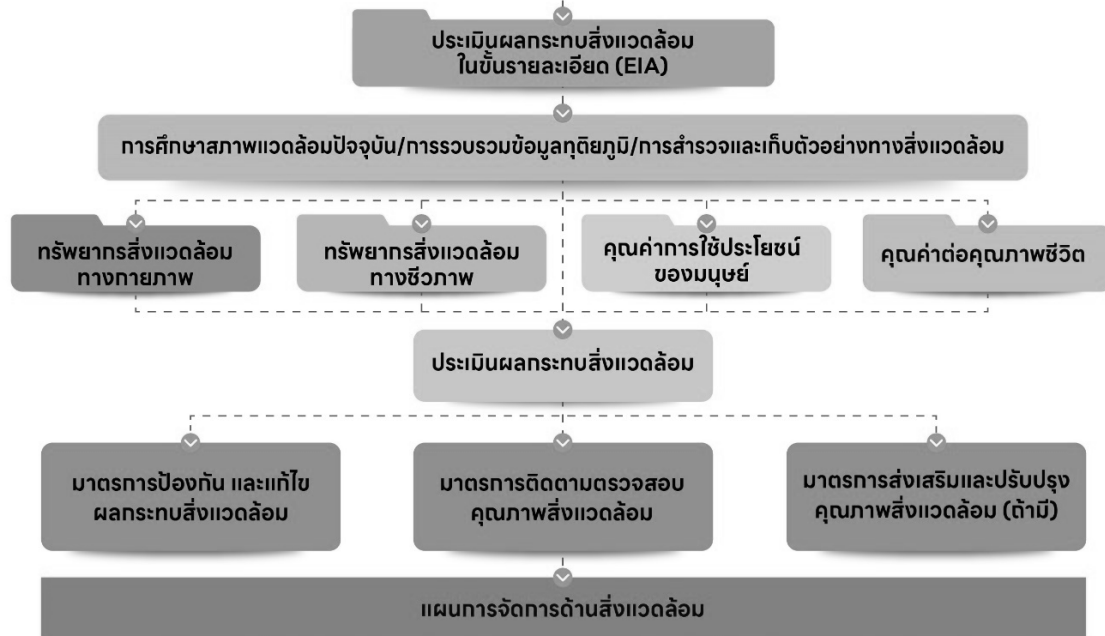 ประเมินผลกระทบสิ่งแวดล้อม
ในขั้นรายละเอียด (EIA)
การศึกษาสภาพแวดล้อมปัจจุบัน/การรวบรวมข้อมูลทุติยภูมิ/การสำรวจและเก็บตัวอย่างทางสิ่งแวดล้อม
ทรัพยากรสิ่งแวดล้อม
ทางกายภาพ
ทรัพยากรสิ่งแวดล้อม
ทางชีวภาพ
คุณค่าการใช้ประโยชน์
ของมนุษย์
คุณค่าต่อคุณภาพชีวิต
ประเมินผลกระทบสิ่งแวดล้อม
มาตรการป้องกัน และแก้ไข
ผลกระทบสิ่งแวดล้อม
มาตรการติดตามตรวจสอบ
คุณภาพสิ่งแวดล้อม
มาตรการส่งเสริมและปรับปรุง
คุณภาพสิ่งแวดล้อม (ถ้ามี)
แผนการจัดการด้านสิ่งแวดล้อม